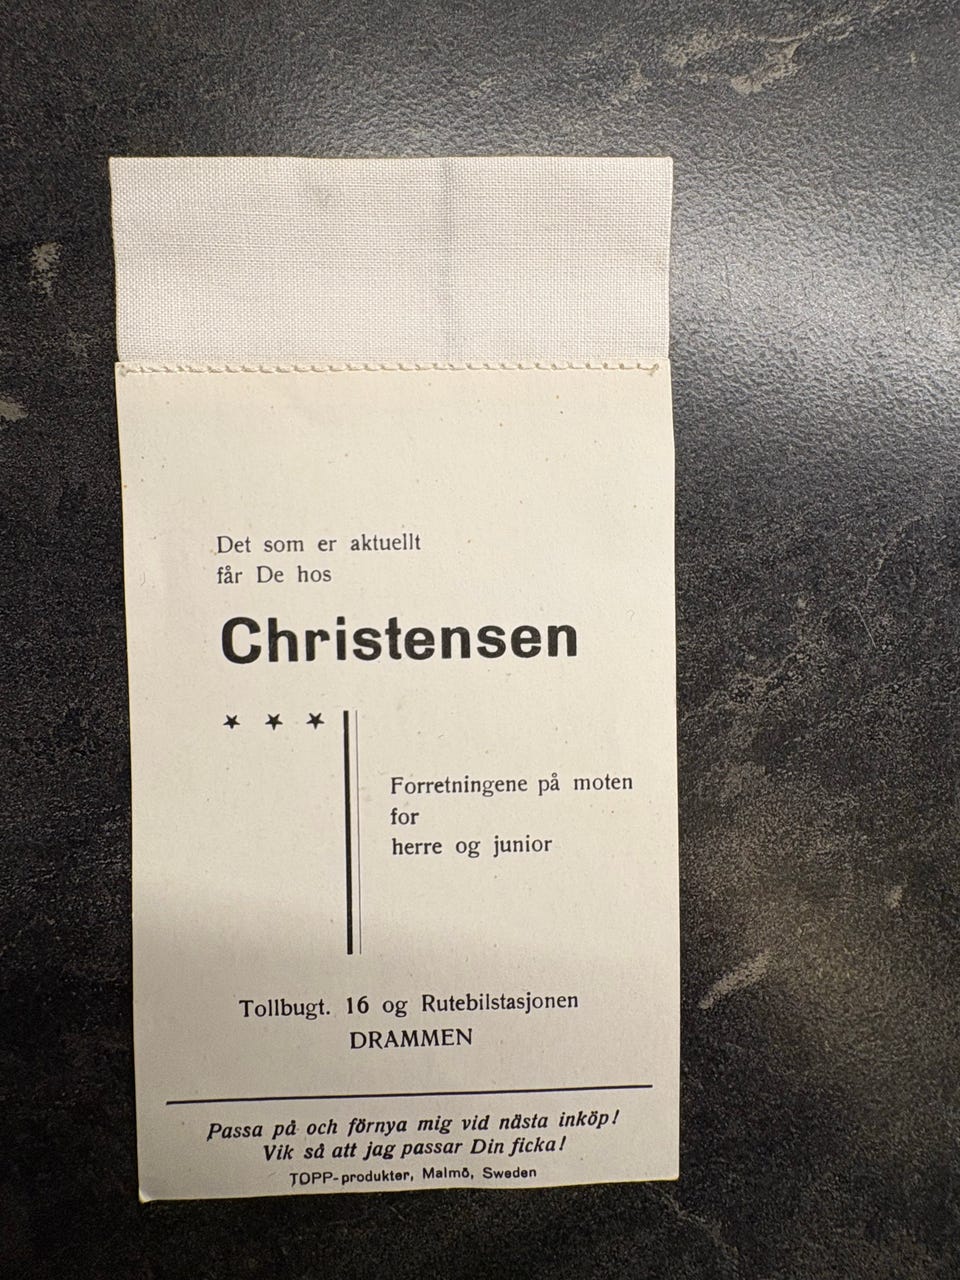 Det som er aktuellt
får De hos
Christensen
Forretningene på moten
for
herre og junior
Tollbugt. 16 og Rutebilstasjonen
DRAMMEN
Passa på och förnya mig vid nästa inköp!
Vik så att jag passar Din ficka!
TOPP-produkter, Malmö, Sweden